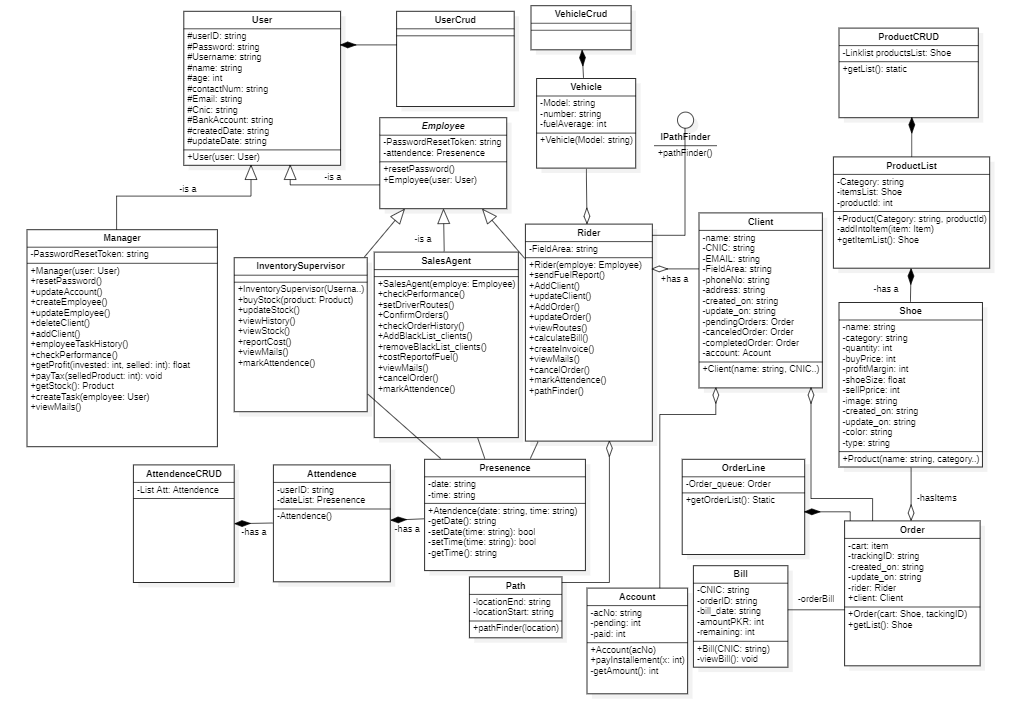 User
#userID: string
#Password: string
#Username: string
#name: string
#age: int
#contactNum: string
#Email: string
#Cnic: string
#BankAccount: string
#createdDate: string
#updateDate: string
+User(user: User)
UserCrud
VehicleCrud
Vehicle
-Model: string
-number: string
-fuelAverage: int
+Vehicle(Model: string)
ProductCRUD
-Linklist productsList: Shoe
+getList(): static
Employee
-PasswordResetToken: string
-attendence: Presenence
+resetPassword()
+Employee(user: User)
IPathFinder
+pathFinder()
ProductList
-Category: string
-itemsList: Shoe
-productId: int
+Product(Category: string, productId)
-addIntoItem(item: Item)
+getItemList(): Shoe
-is a
-is a
-is a
+has a
-has a
Manager
-PasswordResetToken: string
+Manager(user: User)
+resetPassword()
+updateAccount()
+createEmployee()
+updateEmployee()
+deleteClient()
+addClient()
+employeeTaskHistory()
+checkPerformance()
+getProfit(invested: int, selled: int): float
+payTax(selledProduct: int): void
+getStock(): Product
+createTask(employee: User)
+viewMails()
InventorySupervisor
+InventorySupervisor(Userna..)
+buyStock(product: Product)
+updateStock()
+viewHistory()
+viewStock()
+reportCost()
+viewMails()
+markAttendence()
SalesAgent
+SalesAgent(employe: Employee)
+checkPerformance()
+setDriverRoutes()
+ConfirmOrders()
+checkOrderHistory()
+AddBlackList_clients()
+removeBlackList_clients()
+costReportofFuel()
+viewMails()
+cancelOrder()
+markAttendence()
Rider
-FieldArea: string
+Rider(employe: Employee)
+sendFuelReport()
+AddClient()
+updateClient()
+AddOrder()
+updateOrder()
+viewRoutes()
+calculateBill()
+createInvoice()
+viewMails()
+cancelOrder()
+markAttendence()
+pathFinder()
Client
-name: string
-CNIC: string
-EMAIL: string
-FieldArea: string
-phoneNo: string
-address: string
-created_on: string
-update_on: string
-pendingOrders: Order
-canceledOrder: Order
-completedOrder: Order
-account: Acount
+Client(name: string, CNIC..)
Shoe
-name: string
-category: string
-quantity: int
-buyPrice: int
-profitMargin: int
-shoeSize: float
-sellPprice: int
-image: string
-created_on: string
-update_on: string
-color: string
-type: string
+Product(name: string, category..)
AttendenceCRUD
-List Att: Attendence
-has a
Attendence
-userID: string
-dateList: Presenence
-Attendence()
-has a
Presenence
-date: string
-time: string
+Atendence(date: string, time: string)
-getDate(): string
-setDate(time: string): bool
-setTime(time: string): bool
-getTime(): string
OrderLine
-Order_queue: Order
+getOrderList(): Static
-hasItems
Order
-cart: item
-trackingID: string
-created_on: string
-update_on: string
-rider: Rider
+client: Client
+Order(cart: Shoe, tackingID)
+getList(): Shoe
Path
-locationEnd: string
-locationStart: string
+pathFinder(location)
Account
-acNo: string
-pending: int
-paid: int
+Account(acNo)
+payInstallement(x: int)
-getAmount(): int
Bill
-CNIC: string
-orderID: string
-bill_date: string
-amountPKR: int
-remaining: int
+Bill(CNIC: string)
-viewBill(): void
-orderBill